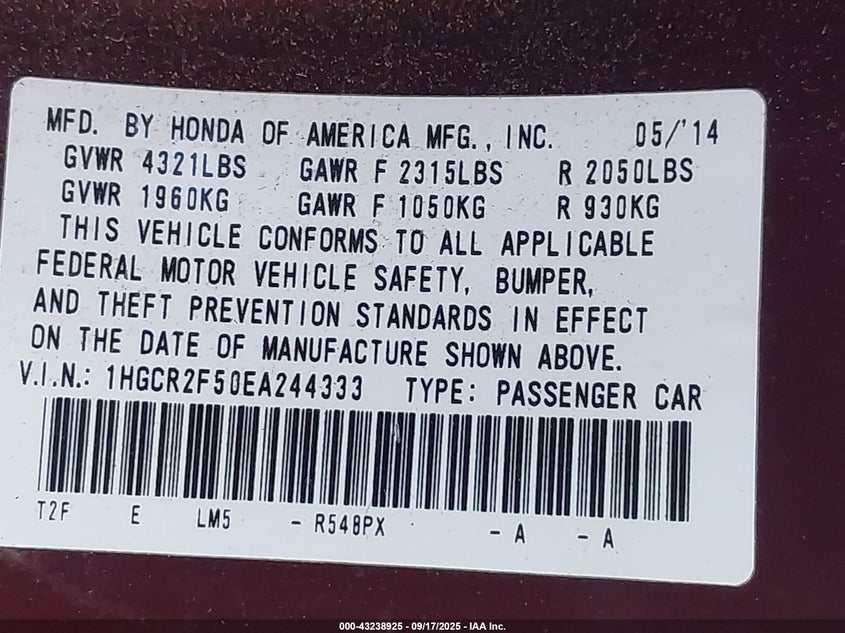 MFD. BY HONDA OF AMERICA MFG., INC. 05/'14
GVWR 4321LBS GAWR F 2315LBS R 2050LBS
GVWR 1960KG GAWR F 1050KG R 930KG
THIS VEHICLE CONFORMS TO ALL APPLICABLE
FEDERAL MOTOR VEHICLE SAFETY, BUMPER,
AND THEFT PREVENTION STANDARDS IN EFFECT
ON THE DATE OF MANUFACTURE SHOWN ABOVE.
V.I.N.: 1HGCR2F50EA244333 TYPE: PASSENGER CAR
T2F E LM5 - R548PX - A - A
000-43238925 - 09/17/2025 - IAA Inc.